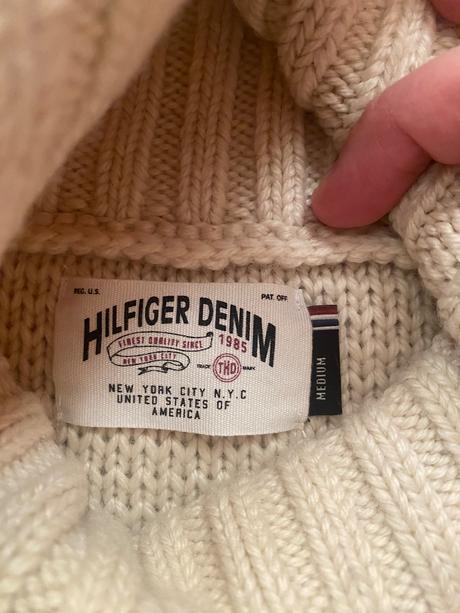 REG. U.S.
PAT. OFF.
HILFIGER DENIM
FINEST QUALITY SINCE 1985
NEW YORK CITY
TRADE THD MARK
NEW YORK CITY N.Y.C
UNITED STATES OF
AMERICA
MEDIUM